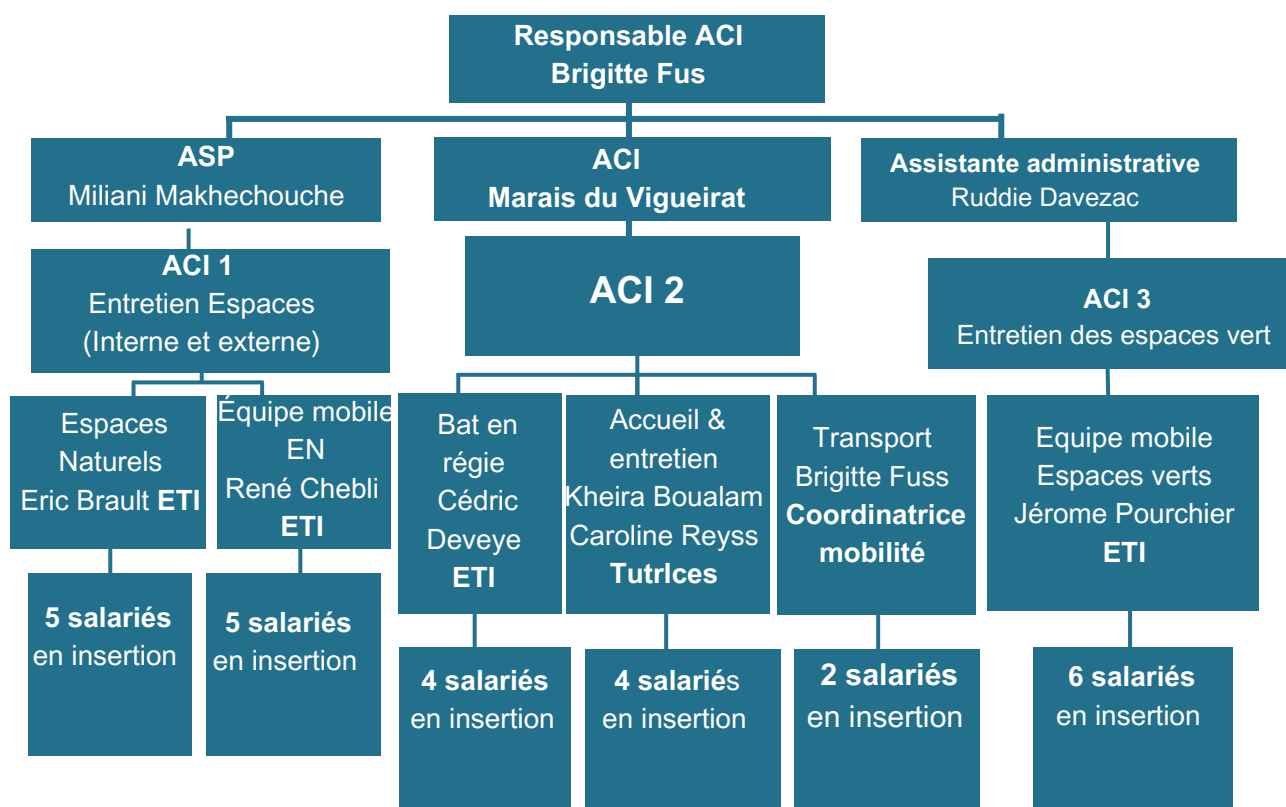 Responsable ACI
Brigitte Fus
ASP
Miliani Makhechouche
ACI
Marais du Vigueirat
Assistante administrative
Ruddie Davezac
ACI 1
Entretien Espaces
(Interne et externe)
ACI 2
ACI 3
Entretien des espaces vert
Espaces
Naturels
Eric Brault ETI
Équipe mobile
EN
René Chebli
ETI
Bat en
régie
Cédric
Deveye
ETI
Accueil &
entretien
Kheira Boualam
Caroline Reyss
TutrIces
Transport
Brigitte Fuss
Coordinatrice
mobilité
Equipe mobile
Espaces verts
Jérome Pourchier
ETI
5 salariés
en insertion
5 salariés
en insertion
4 salariés
en insertion
4 salariés
en insertion
2 salariés
en insertion
6 salariés
en insertion